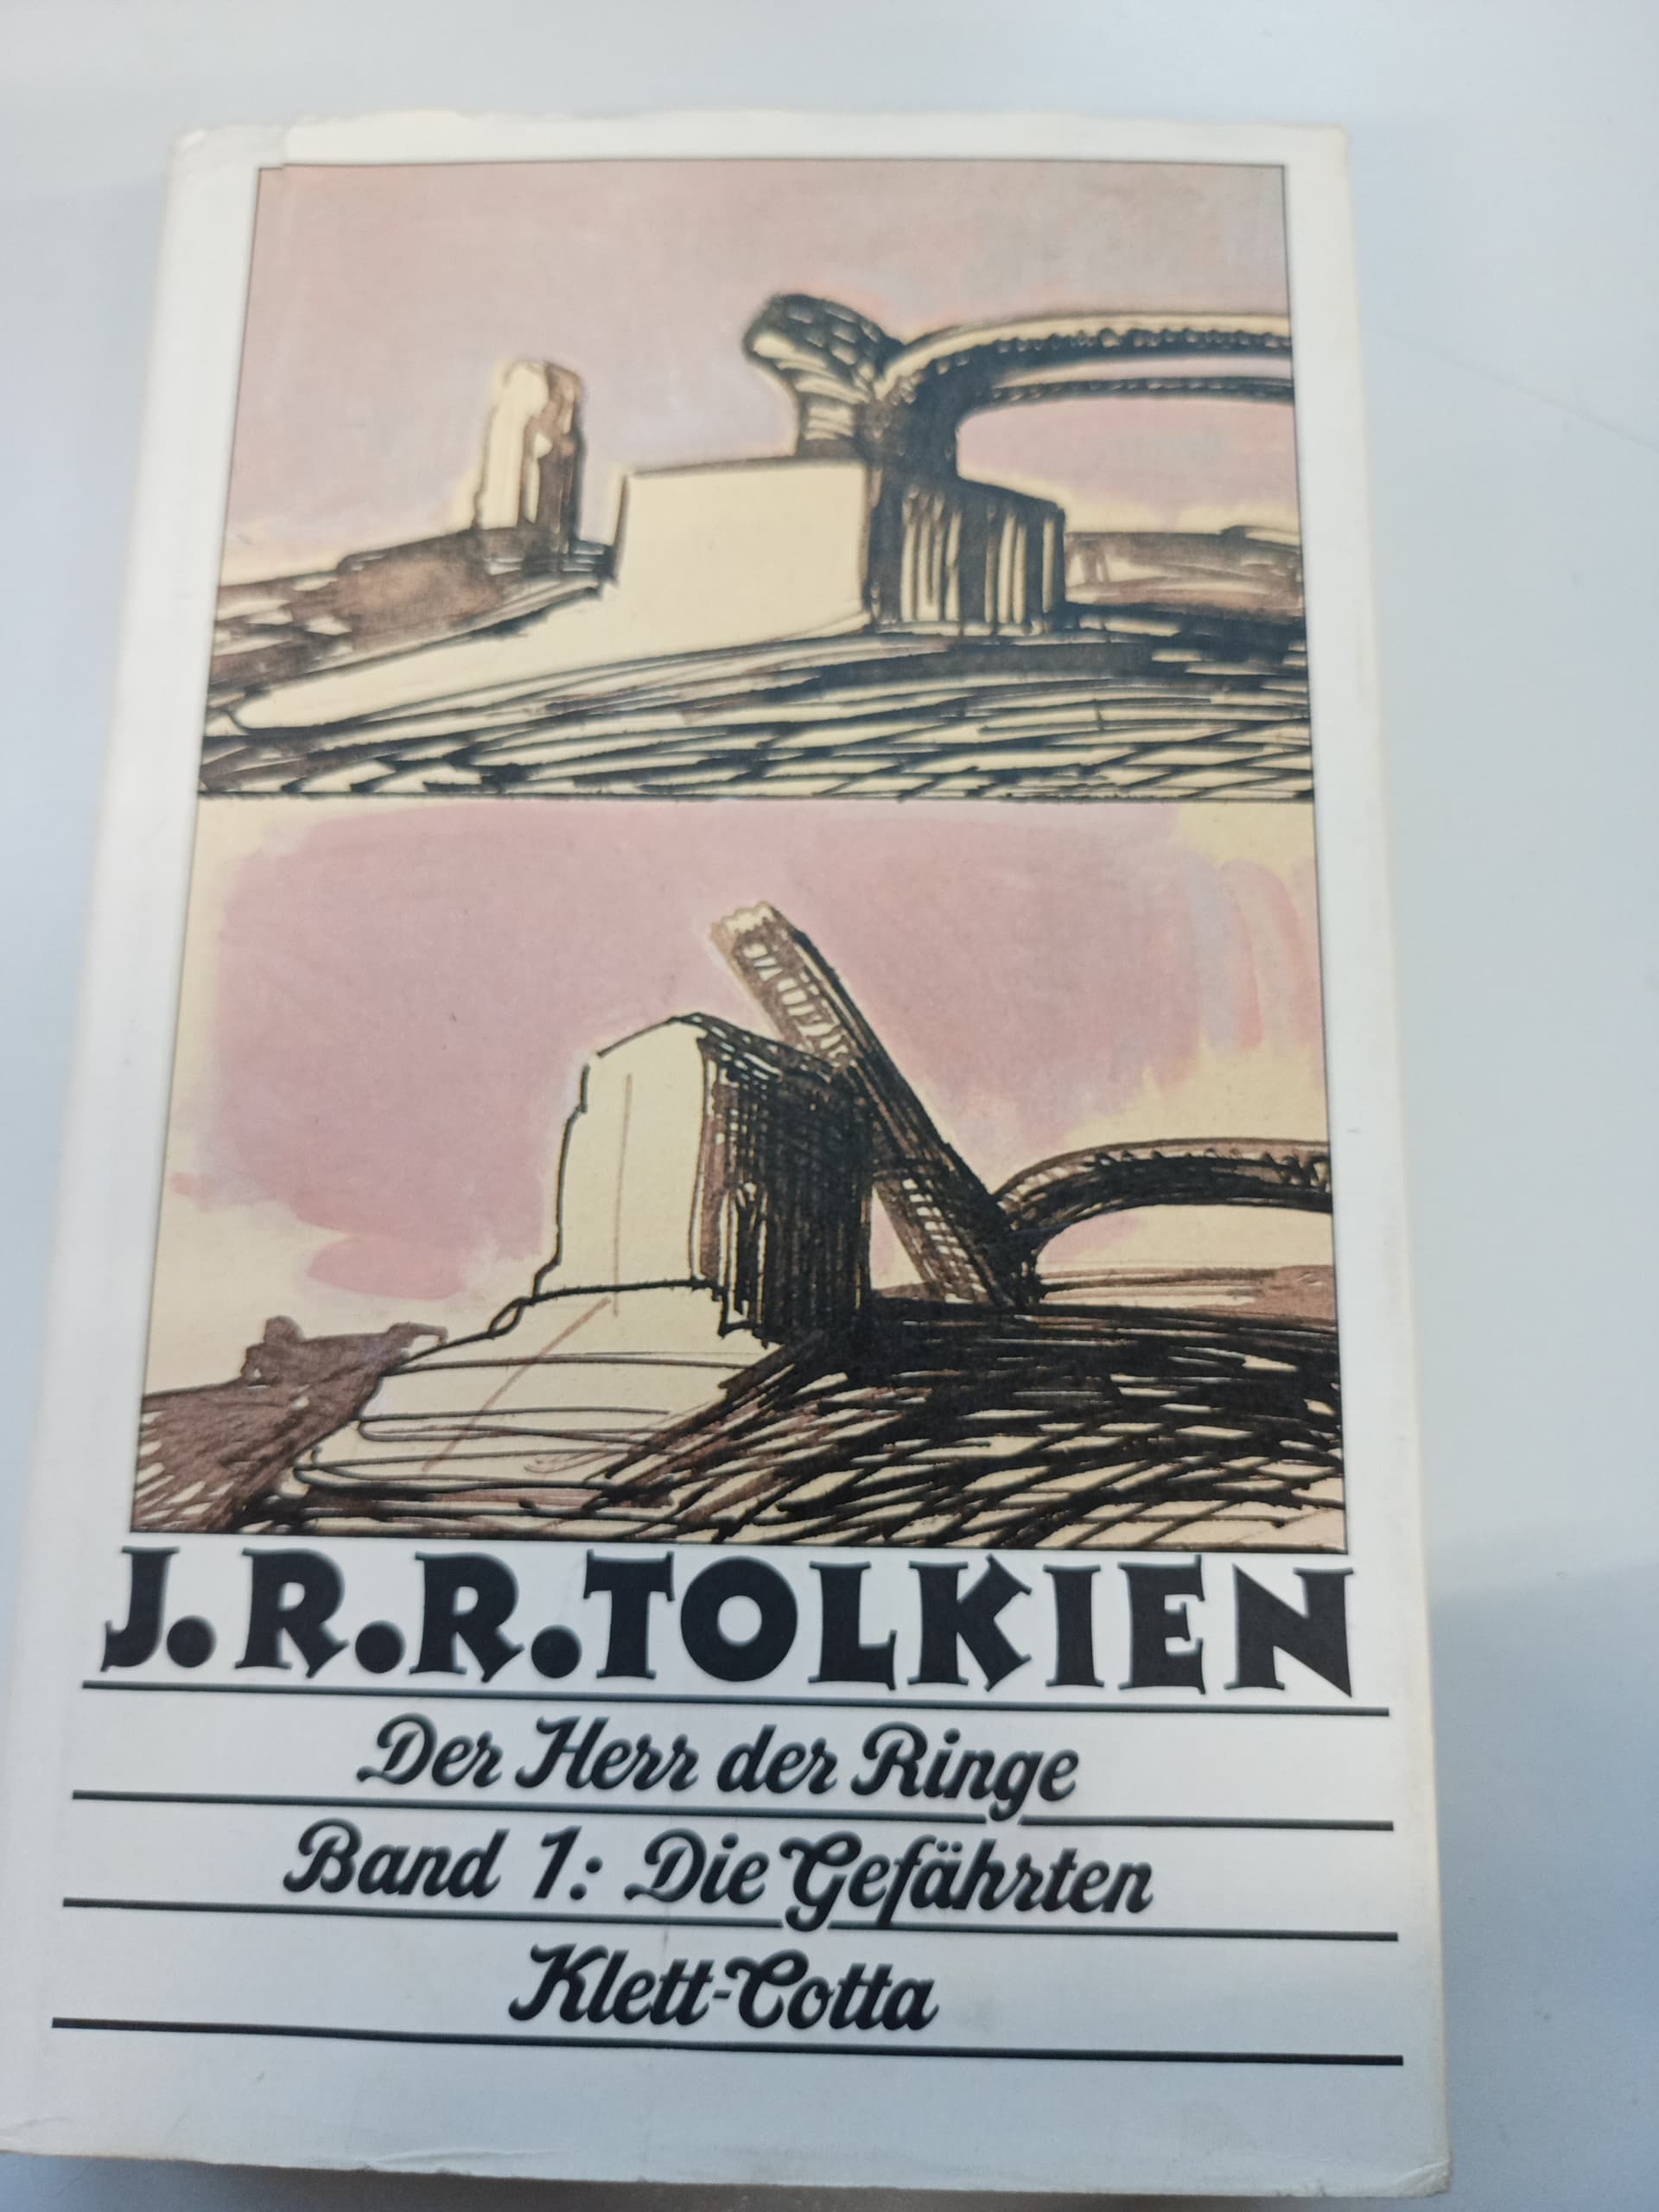 J.R.R.TOLKIEN
Der Herr der Ringe
Band 1: Die Gefährten
Klett-Cotta